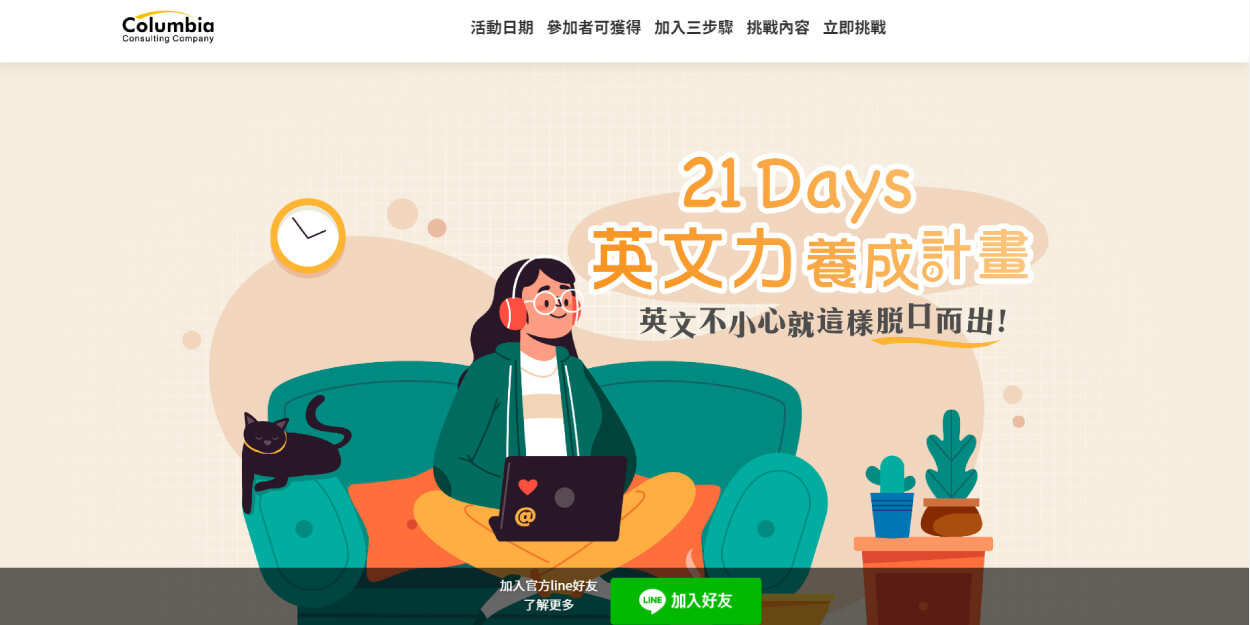 Columbia
Consulting Company
活動日期 參加者可獲得 加入三步驟 挑戰內容 立即挑戰
21 Days
英文力養成計畫
英文不小心就這樣脫口而出!
@
加入官方line好友
了解更多
LINE 加入好友